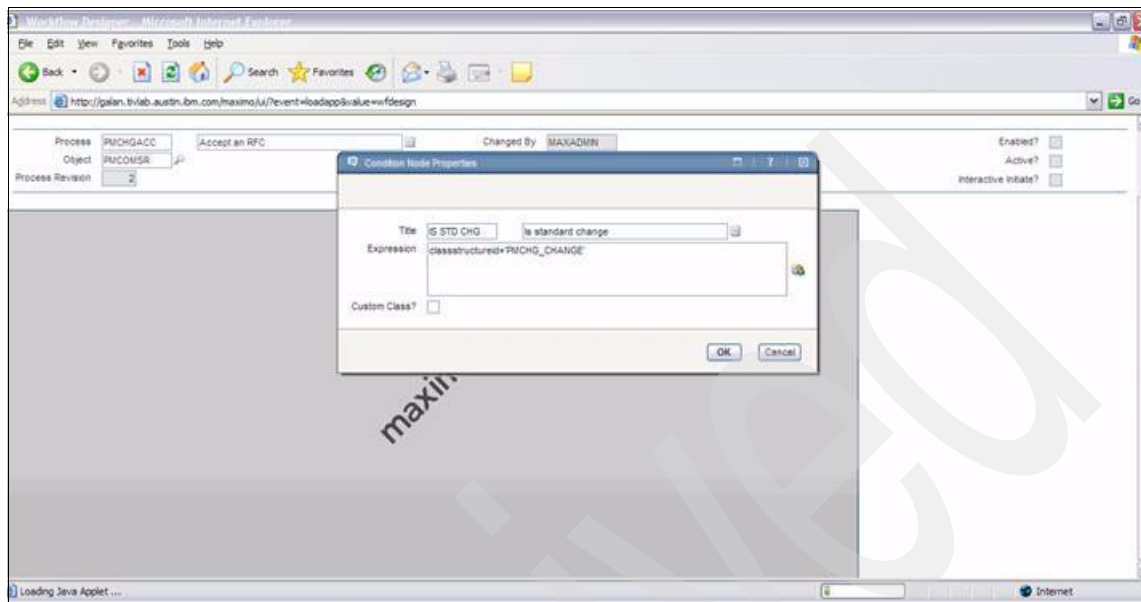 Workflow Designer - Microsoft Internet Explorer
File Edit View Favorites Tools Help
Back Search Favorites
Address http://galan.tivlab.austin.ibm.com/maximo/ui/?event=loadapp&value=wfdesign Go
Process PMCHGACC Accept an RFC Changed By MAXADMIN Enabled?
Object PMCOMSR Active?
Process Revision 2 Interactive Initiate?
Condition Node Properties ?
Title IS STD CHG Is standard change
Expression classstructureid='PMCHG_CHANGE'
Custom Class?
OK Cancel
maxim
ived
Loading Java Applet ... Internet